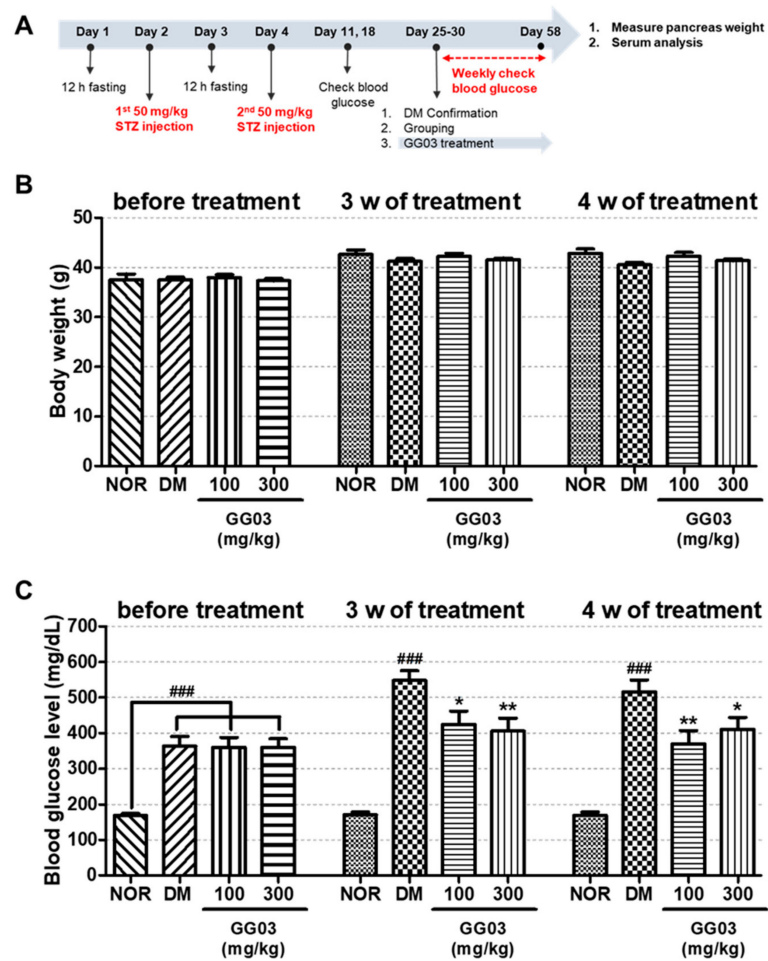 A
Day 1 Day 2 Day 3 Day 4 Day 11, 18 Day 25-30 Day 58
1. Measure pancreas weight
2. Serum analysis
12 h fasting
1st 50 mg/kg
STZ injection
12 h fasting
2nd 50 mg/kg
STZ injection
Check blood
glucose
Weekly check
blood glucose
1. DM Confirmation
2. Grouping
3. GG03 treatment
B
before treatment 3 w of treatment 4 w of treatment
Body weight (g)
50
40
30
20
10
0
NOR DM 100 300 NOR DM 100 300 NOR DM 100 300
GG03 GG03 GG03
(mg/kg) (mg/kg) (mg/kg)
C
before treatment 3 w of treatment 4 w of treatment
Blood glucose level (mg/dL)
700
600
500
400
300
200
100
0
### ### ###
* ** ** *
NOR DM 100 300 NOR DM 100 300 NOR DM 100 300
GG03 GG03 GG03
(mg/kg) (mg/kg) (mg/kg)